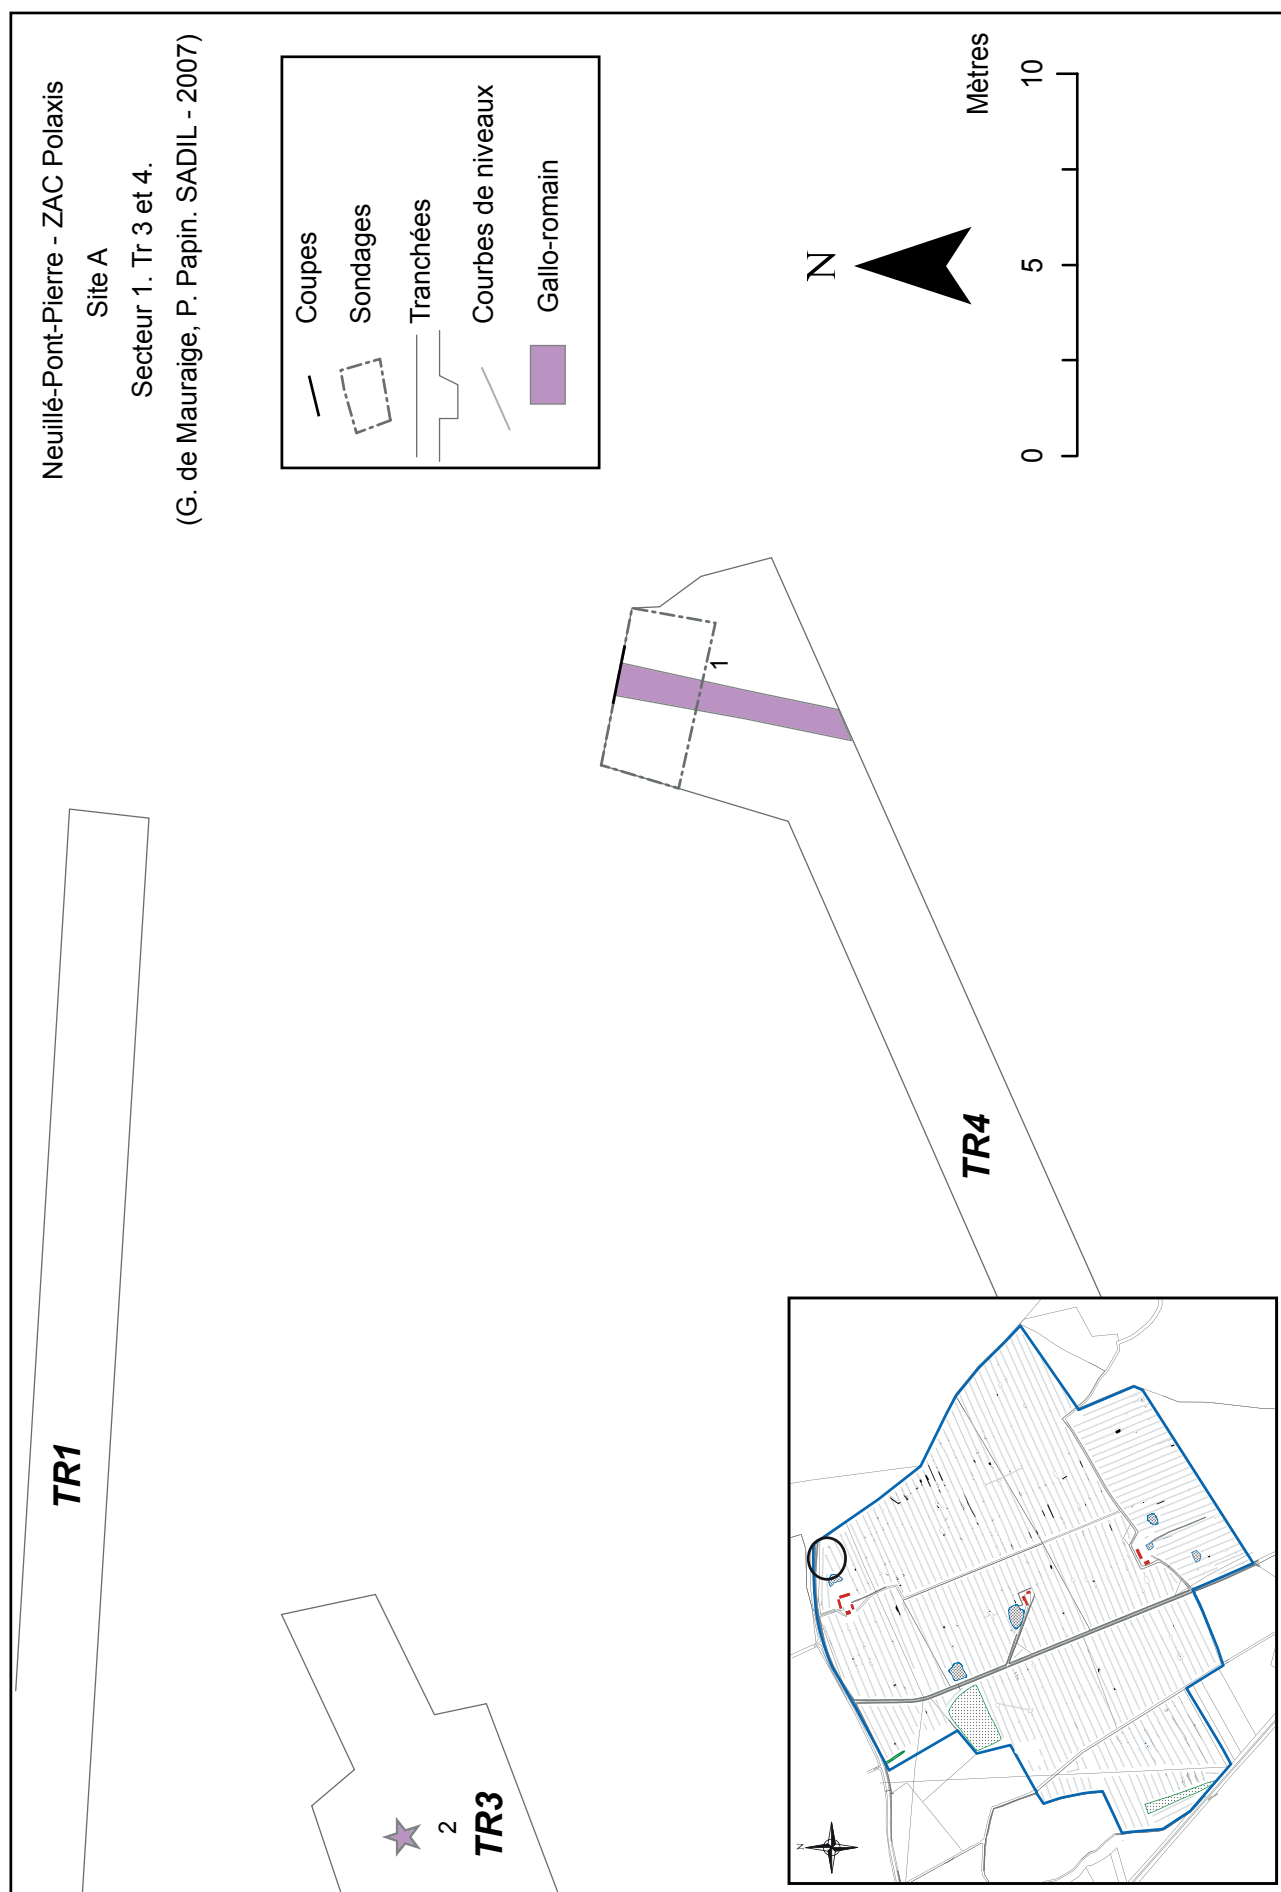 Neuillé-Pont-Pierre - ZAC Polaxis
Site A
Secteur 1. Tr 3 et 4.
(G. de Mauraige, P. Papin. SADIL - 2007)
Coupes
Sondages
Tranchées
Courbes de niveaux
Gallo-romain
N
Mètres
0 5 10
TR1
1
TR4
2
TR3
N